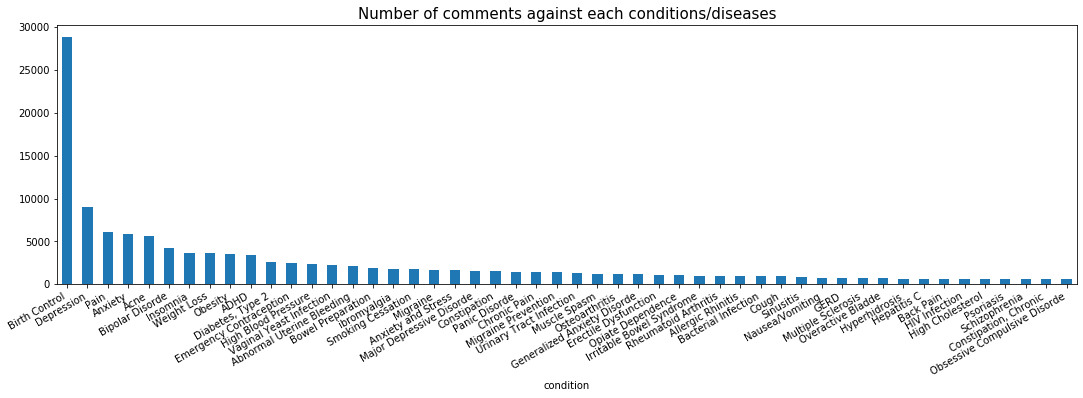 Number of comments against each conditions/diseases
30000
25000
20000
15000
10000
5000
0
Birth Control
Depression
Pain
Anxiety
Acne
Bipolar Disorde
Insomnia
Weight Loss
Obesity
ADHD
Diabetes, Type 2
Emergency Contraception
High Blood Pressure
Vaginal Yeast Infection
Abnormal Uterine Bleeding
Bowel Preparation
ibromyalgia
Smoking Cessation
Migraine
Anxiety and Stress
Major Depressive Disorde
Constipation
Panic Disorde
Chronic Pain
Migraine Prevention
Urinary Tract Infection
Muscle Spasm
Osteoarthritis
Generalized Anxiety Disorde
Erectile Dysfunction
Opiate Dependence
Irritable Bowel Syndrome
Rheumatoid Arthritis
Allergic Rhinitis
Bacterial Infection
Cough
Sinusitis
Nausea/Vomiting
GERD
Multiple Sclerosis
Overactive Bladde
Hyperhidrosis
Hepatitis C
Back Pain
HIV Infection
High Cholesterol
Psoriasis
Schizophrenia
Constipation, Chronic
Obsessive Compulsive Disorde
condition